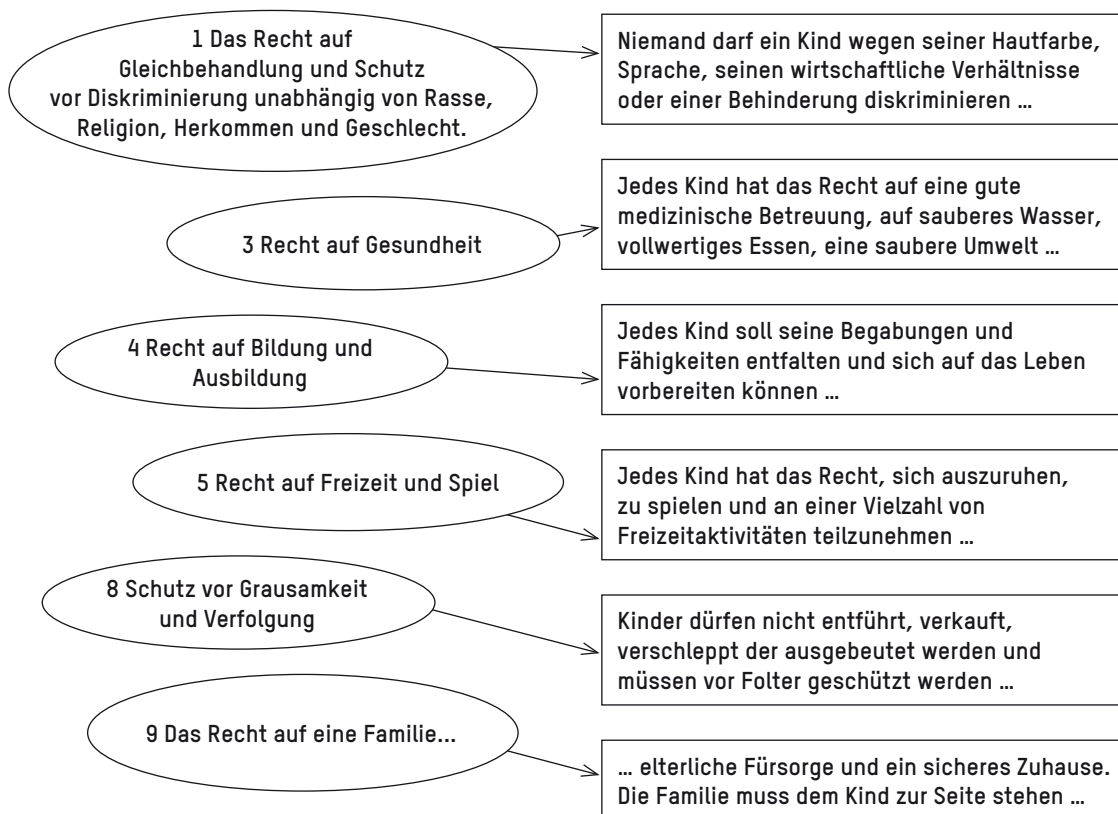 1 Das Recht auf
Gleichbehandlung und Schutz
vor Diskriminierung unabhängig von Rasse,
Religion, Herkommen und Geschlecht.
Niemand darf ein Kind wegen seiner Hautfarbe,
Sprache, seinen wirtschaftliche Verhältnisse
oder einer Behinderung diskriminieren …
3 Recht auf Gesundheit
Jedes Kind hat das Recht auf eine gute
medizinische Betreuung, auf sauberes Wasser,
vollwertiges Essen, eine saubere Umwelt …
4 Recht auf Bildung und
Ausbildung
Jedes Kind soll seine Begabungen und
Fähigkeiten entfalten und sich auf das Leben
vorbereiten können …
5 Recht auf Freizeit und Spiel
Jedes Kind hat das Recht, sich auszuruhen,
zu spielen und an einer Vielzahl von
Freizeitaktivitäten teilzunehmen …
8 Schutz vor Grausamkeit
und Verfolgung
Kinder dürfen nicht entführt, verkauft,
verschleppt der ausgebeutet werden und
müssen vor Folter geschützt werden …
9 Das Recht auf eine Familie...
… elterliche Fürsorge und ein sicheres Zuhause.
Die Familie muss dem Kind zur Seite stehen …